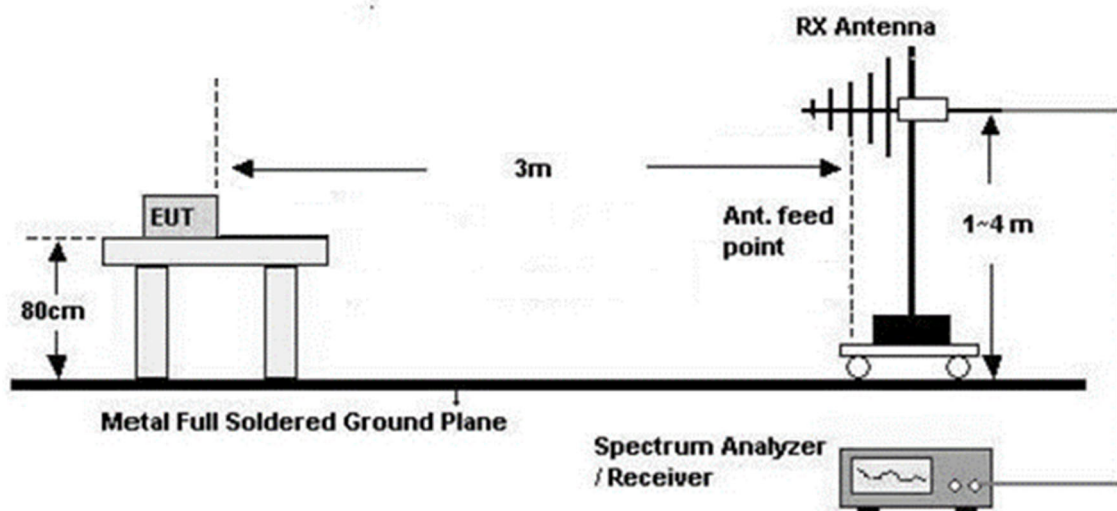 RX Antenna
3m
EUT
Ant. feed
point
1~4 m
80cm
Metal Full Soldered Ground Plane
Spectrum Analyzer
/ Receiver